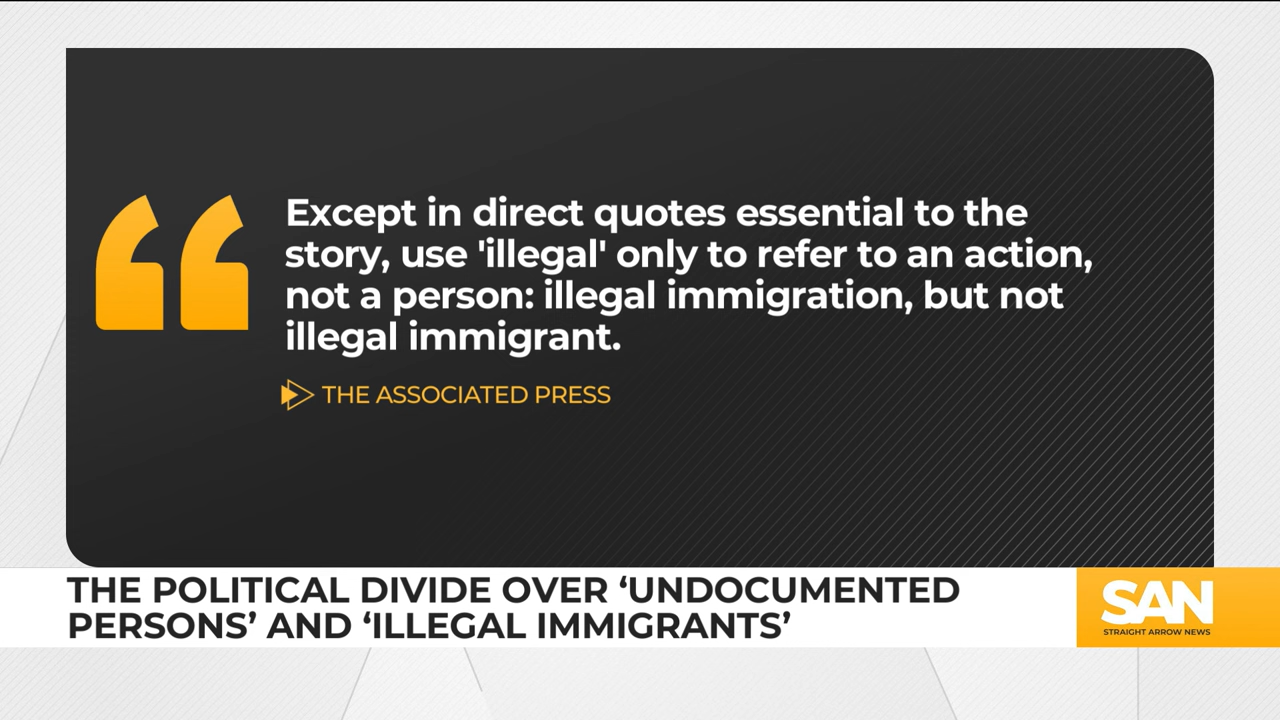 Except in direct quotes essential to the
story, use 'illegal' only to refer to an action,
not a person: illegal immigration, but not
illegal immigrant.
THE ASSOCIATED PRESS
THE POLITICAL DIVIDE OVER ‘UNDOCUMENTED
PERSONS’ AND ‘ILLEGAL IMMIGRANTS’
SAN
STRAIGHT ARROW NEWS